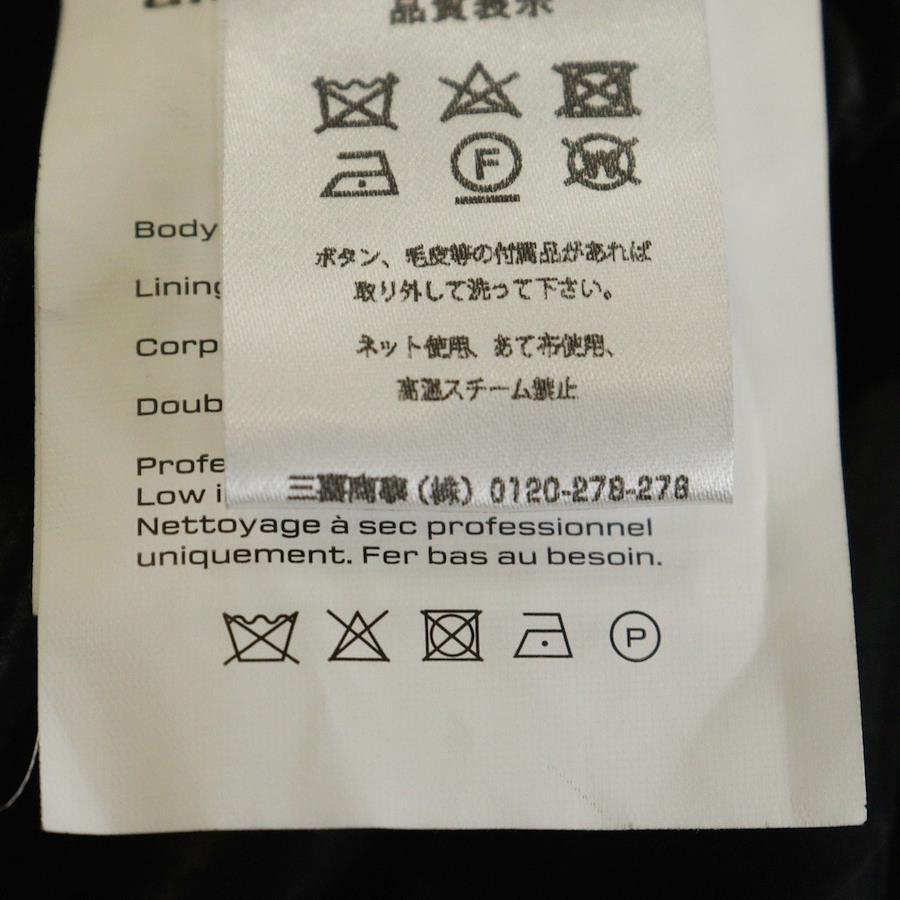 品質表示
F
W
ボタン、毛皮等の付属品があれば
取り外して洗って下さい。
ネット使用、あて布使用、
高温スチーム禁止
三喜商事（株）0120-278-278
Body
Lining
Corp
Doub
Profe
Low i
Nettoyage à sec professionnel
uniquement. Fer bas au besoin.
P